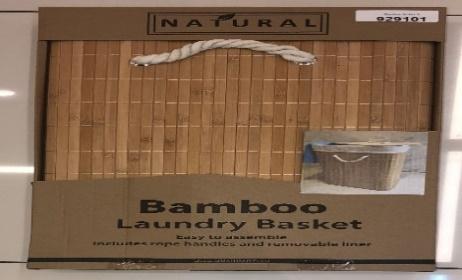 NATURAL
929101
Bamboo
Laundry Basket
Easy to assemble
Includes rope handles and removable liner